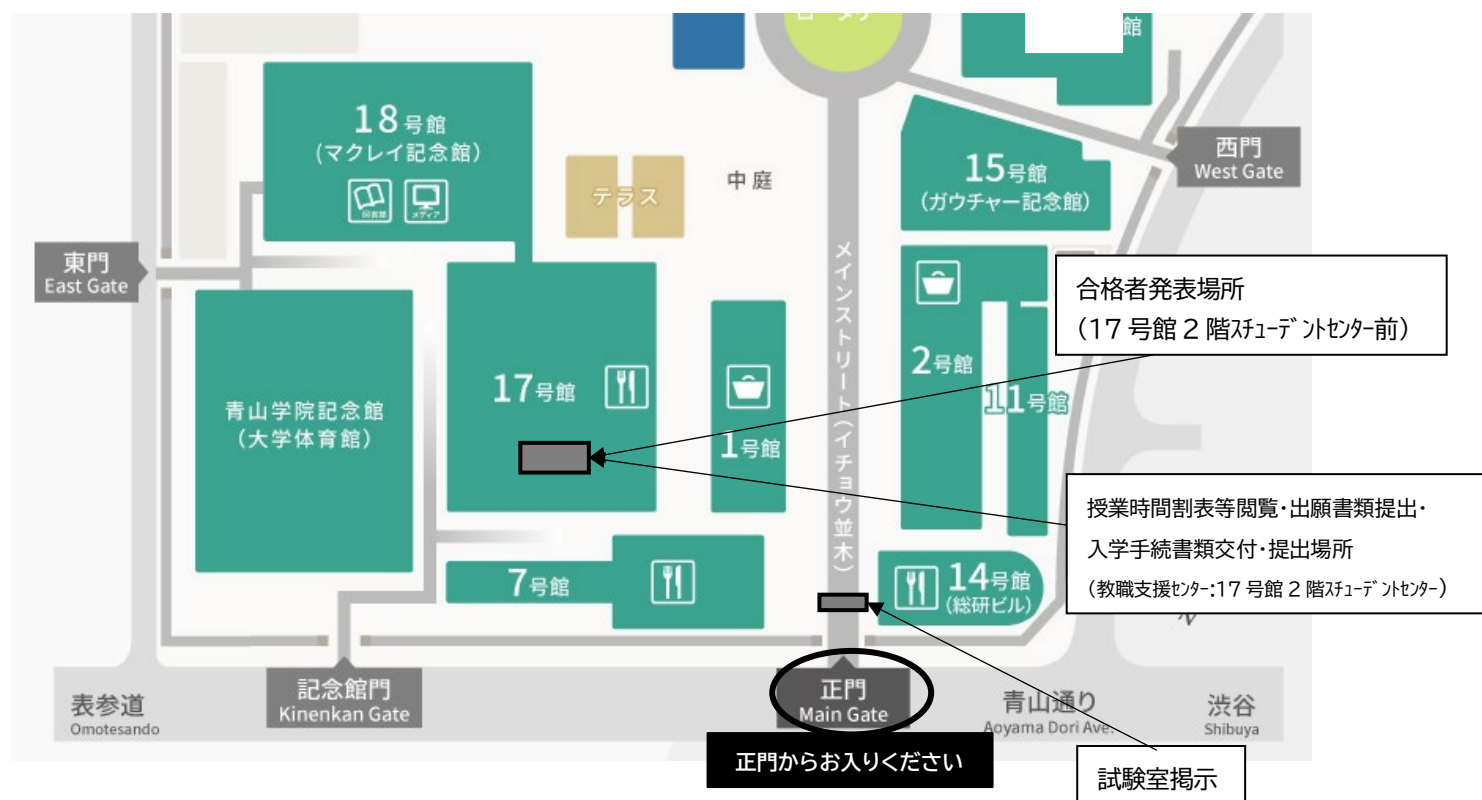 ロータリー
館
18号館
(マクレイ記念館)
図書館
メディア
テラス
中庭
15号館
(ガウチャー記念館)
西門
West Gate
東門
East Gate
メインストリート(イチョウ並木)
合格者発表場所
(17号館2階ｽﾁｭｰﾃﾞﾝﾄｾﾝﾀｰ前)
2号館
11号館
17号館
1号館
青山学院記念館
(大学体育館)
授業時間割表等閲覧・出願書類提出・
入学手続書類交付・提出場所
(教職支援ｾﾝﾀｰ:17号館2階ｽﾁｭｰﾃﾞﾝﾄｾﾝﾀｰ)
7号館
14号館
(総研ビル)
N
表参道
Omotesando
記念館門
Kinenkan Gate
正門
Main Gate
青山通り
Aoyama Dori Ave.
渋谷
Shibuya
正門からお入りください
試験室掲示